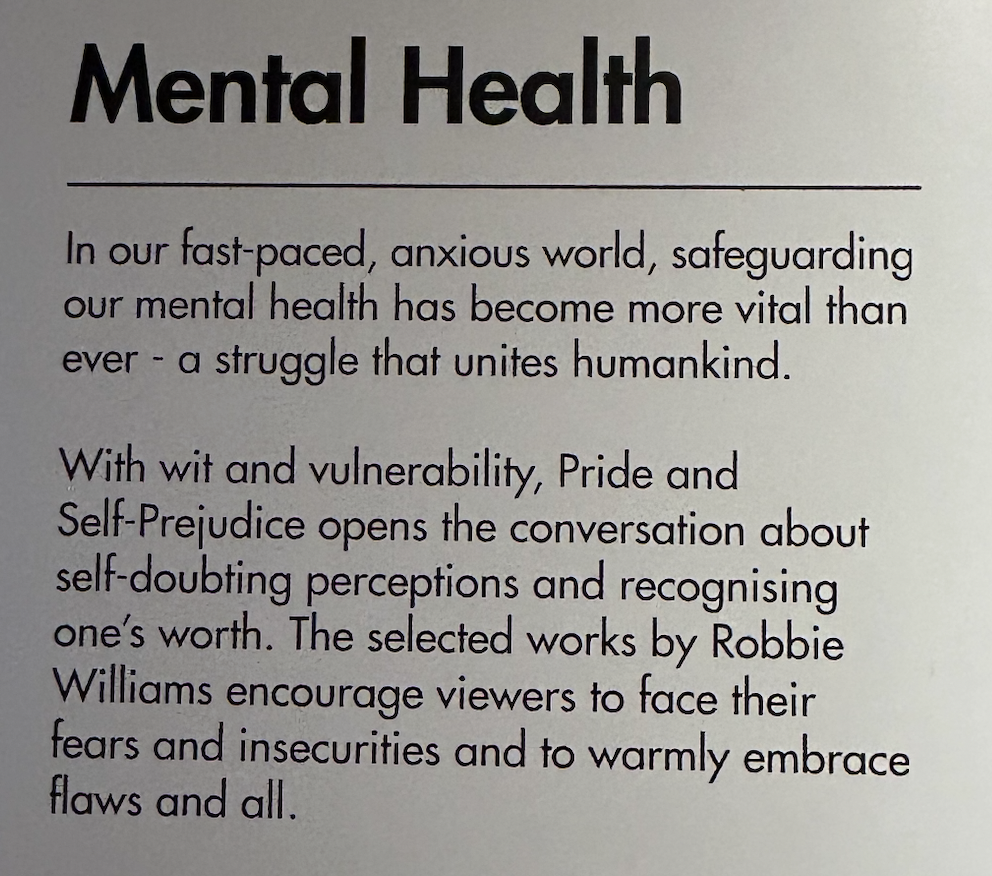 Mental Health
In our fast-paced, anxious world, safeguarding
our mental health has become more vital than
ever - a struggle that unites humankind.
With wit and vulnerability, Pride and
Self-Prejudice opens the conversation about
self-doubting perceptions and recognising
one's worth. The selected works by Robbie
Williams encourage viewers to face their
fears and insecurities and to warmly embrace
flaws and all.